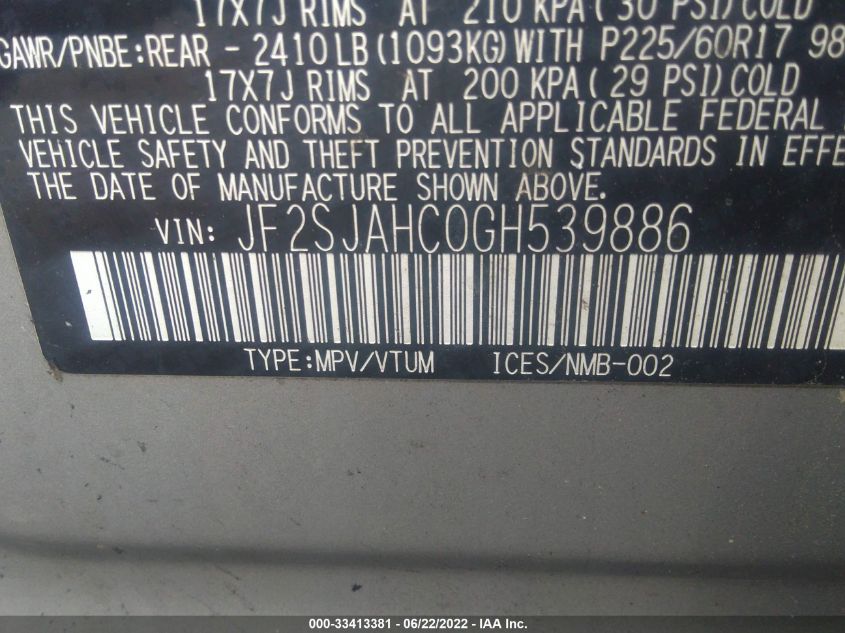 17X7J RIMS AT 210 KPA(30 PSI)COLD
GAWR/PNBE:REAR - 2410LB(1093KG)WITH P225/60R17 98
17X7J RIMS AT 200 KPA(29 PSI)COLD
THIS VEHICLE CONFORMS TO ALL APPLICABLE FEDERAL
VEHICLE SAFETY AND THEFT PREVENTION STANDARDS IN EFFE
THE DATE OF MANUFACTURE SHOWN ABOVE.
VIN: JF2SJAHC0GH539886
TYPE:MPV/VTUM ICES/NMB-002
000-33413381 - 06/22/2022 - IAA Inc.